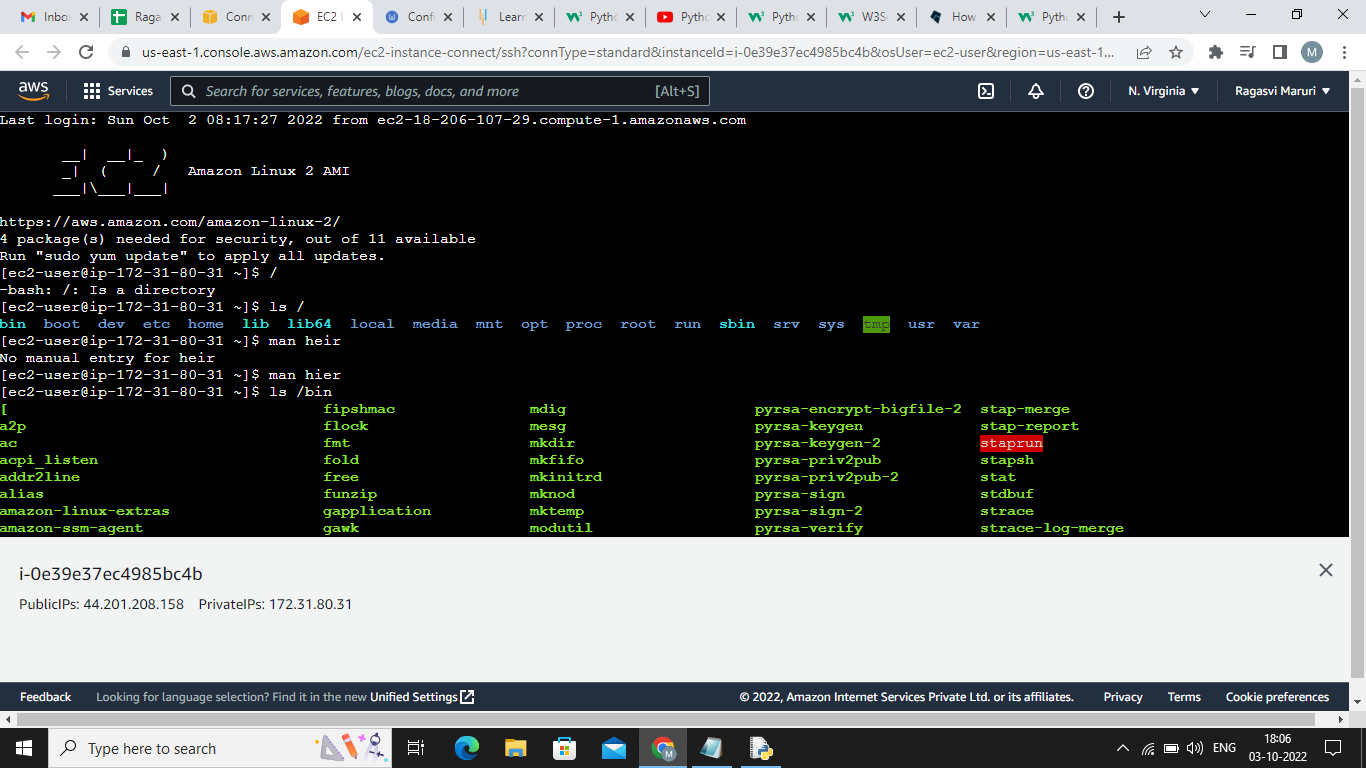 Inbo
Raga
Conn
EC2 I
Confi
Learn
Pytho
Pytho
Pytho
W3Sc
How
Pytho
us-east-1.console.aws.amazon.com/ec2-instance-connect/ssh?connType=standard&instanceId=i-0e39e37ec4985bc4b&osUser=ec2-user&region=us-east-1...
M
aws
Services
Search for services, features, blogs, docs, and more [Alt+S]
N. Virginia
Ragasvi Maruri
Last login: Sun Oct  2 08:17:27 2022 from ec2-18-206-107-29.compute-1.amazonaws.com
       __|  __|_  )
       _|  (     /   Amazon Linux 2 AMI
      ___|\___|___|
https://aws.amazon.com/amazon-linux-2/
4 package(s) needed for security, out of 11 available
Run "sudo yum update" to apply all updates.
[ec2-user@ip-172-31-80-31 ~]$ /
-bash: /: Is a directory
[ec2-user@ip-172-31-80-31 ~]$ ls /
bin  boot  dev  etc  home  lib  lib64  local  media  mnt  opt  proc  root  run  sbin  srv  sys  tmp  usr  var
[ec2-user@ip-172-31-80-31 ~]$ man heir
No manual entry for heir
[ec2-user@ip-172-31-80-31 ~]$ man hier
[ec2-user@ip-172-31-80-31 ~]$ ls /bin
[ fipshmac mdig pyrsa-encrypt-bigfile-2 stap-merge
a2p flock mesg pyrsa-keygen stap-report
ac fmt mkdir pyrsa-keygen-2 staprun
acpi_listen fold mkfifo pyrsa-priv2pub stapsh
addr2line free mkinitrd pyrsa-priv2pub-2 stat
alias funzip mknod pyrsa-sign stdbuf
amazon-linux-extras gapplication mktemp pyrsa-sign-2 strace
amazon-ssm-agent gawk modutil pyrsa-verify strace-log-merge
i-0e39e37ec4985bc4b
PublicIPs: 44.201.208.158 PrivateIPs: 172.31.80.31
Feedback
Looking for language selection? Find it in the new Unified Settings
© 2022, Amazon Internet Services Private Ltd. or its affiliates.
Privacy
Terms
Cookie preferences
Type here to search
ENG
18:06
03-10-2022